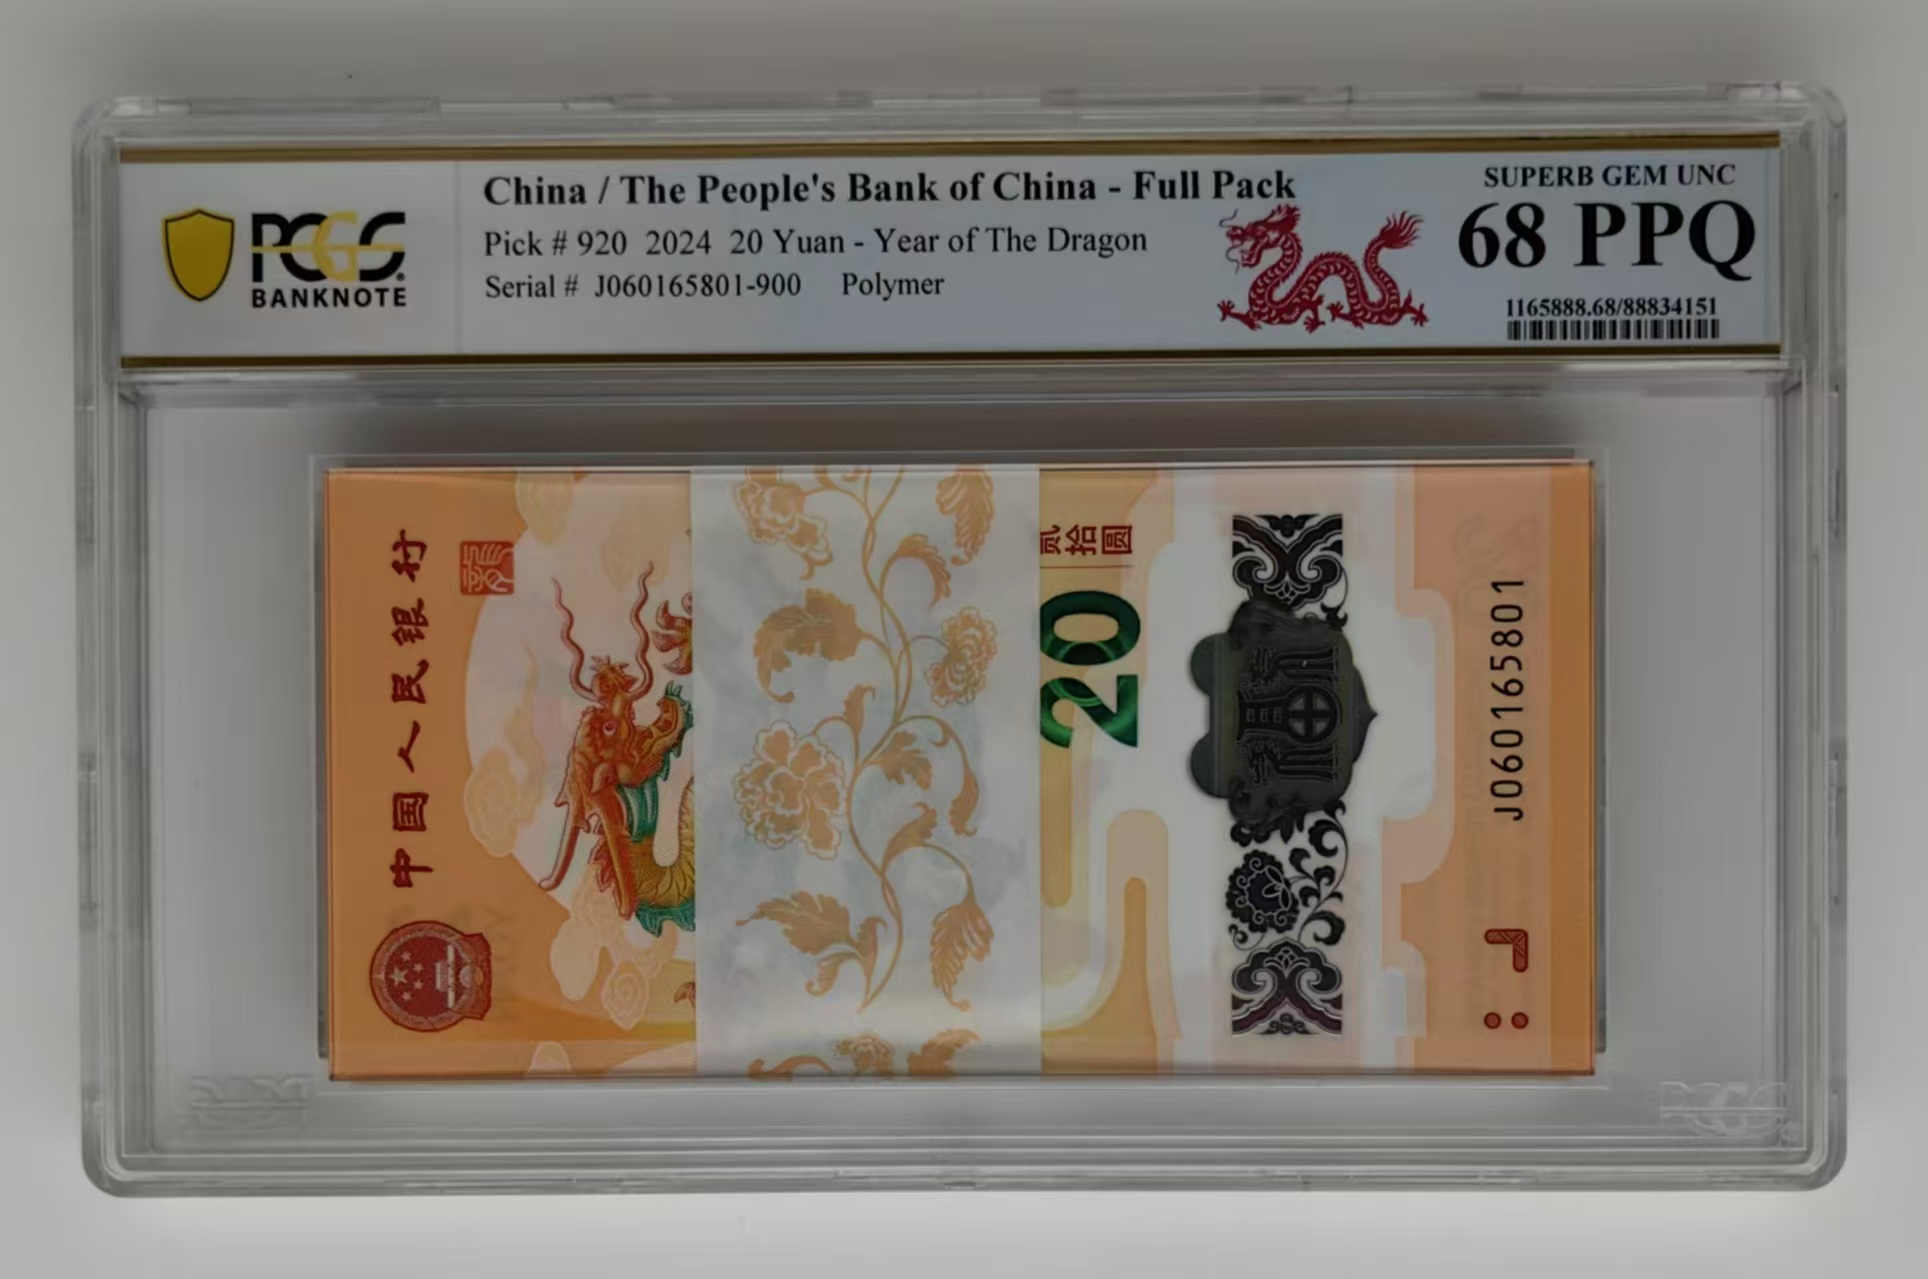 PCGS
BANKNOTE
China / The People's Bank of China - Full Pack
Pick # 920 2024 20 Yuan - Year of The Dragon
Serial # J060165801-900 Polymer
SUPERB GEM UNC
68 PPQ
1165888.68/88834151
中国人民银行
贰拾圆
20
J060165801
PCGS